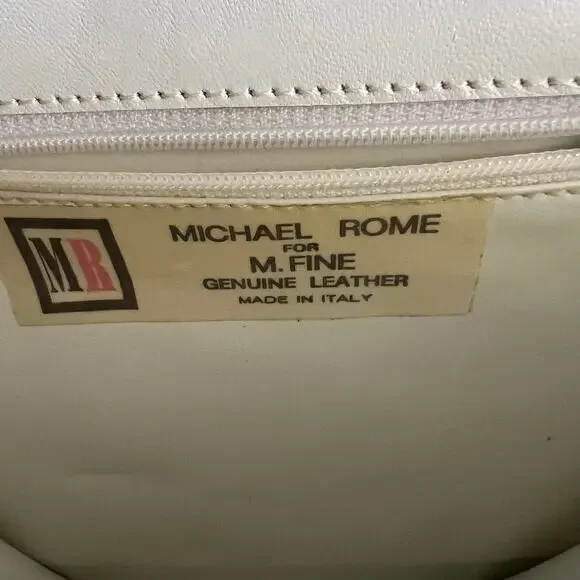 MR
MICHAEL ROME
FOR
M. FINE
GENUINE LEATHER
MADE IN ITALY